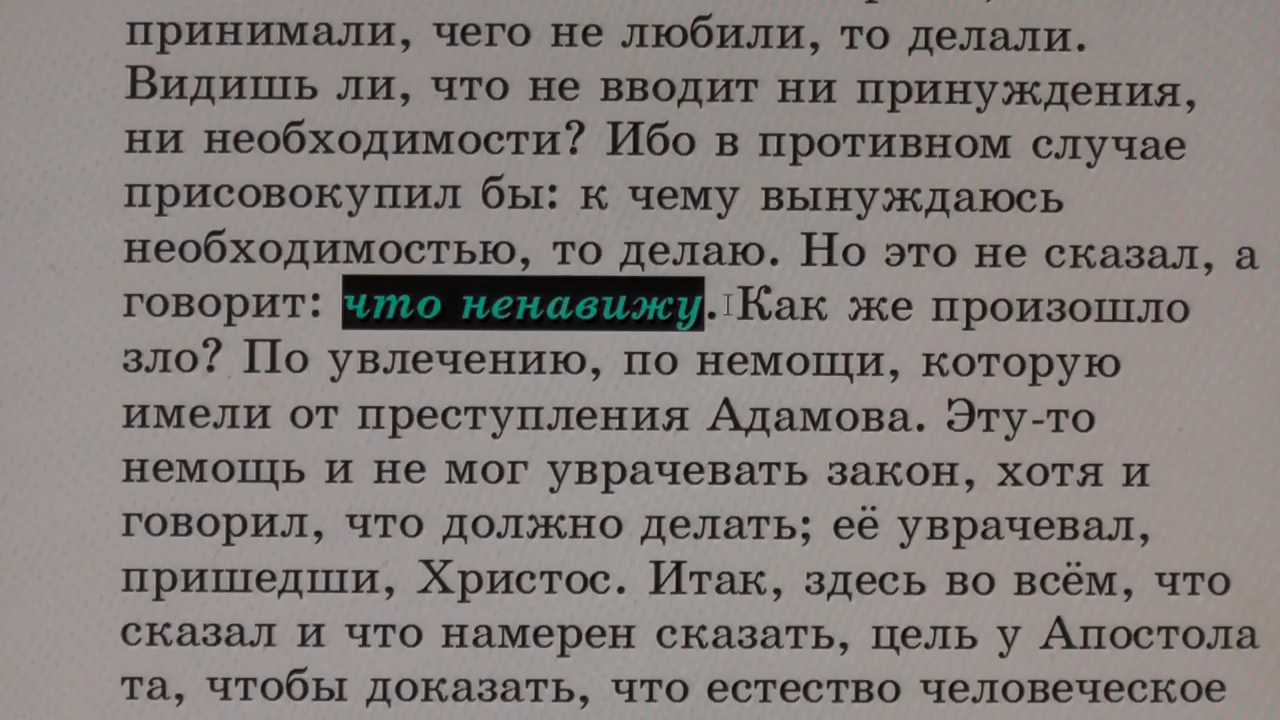 принимали, чего не любили, то делали.
Видишь ли, что не вводит ни принуждения,
ни необходимости? Ибо в противном случае
присовокупил бы: к чему вынуждаюсь
необходимостью, то делаю. Но это не сказал, а
говорит: что ненавижу. Как же произошло
зло? По увлечению, по немощи, которую
имели от преступления Адамова. Эту-то
немощь и не мог уврачевать закон, хотя и
говорил, что должно делать; её уврачевал,
пришедши, Христос. Итак, здесь во всём, что
сказал и что намерен сказать, цель у Апостола
та, чтобы доказать, что естество человеческое